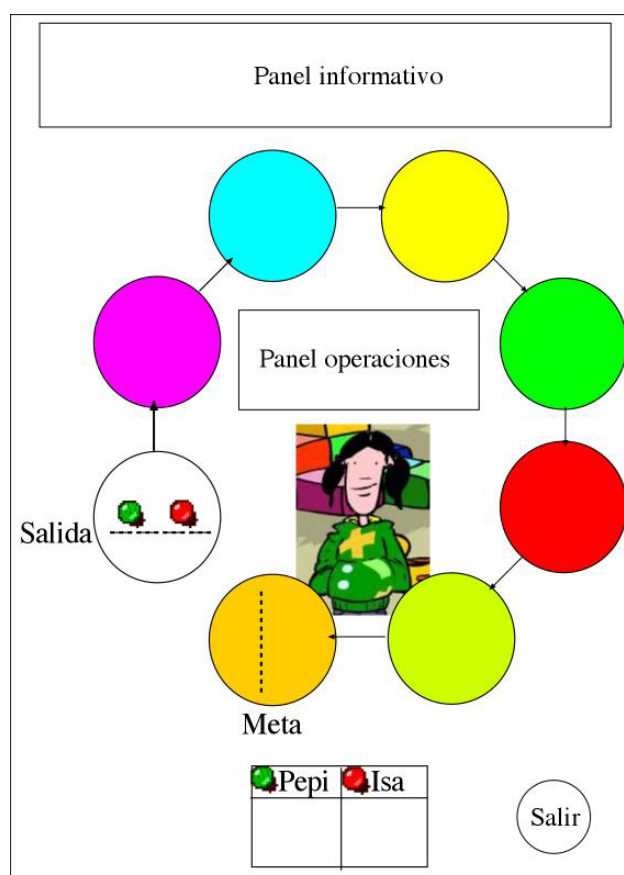 Panel informativo
Panel operaciones
Salida
Meta
Pepi Isa
Salir